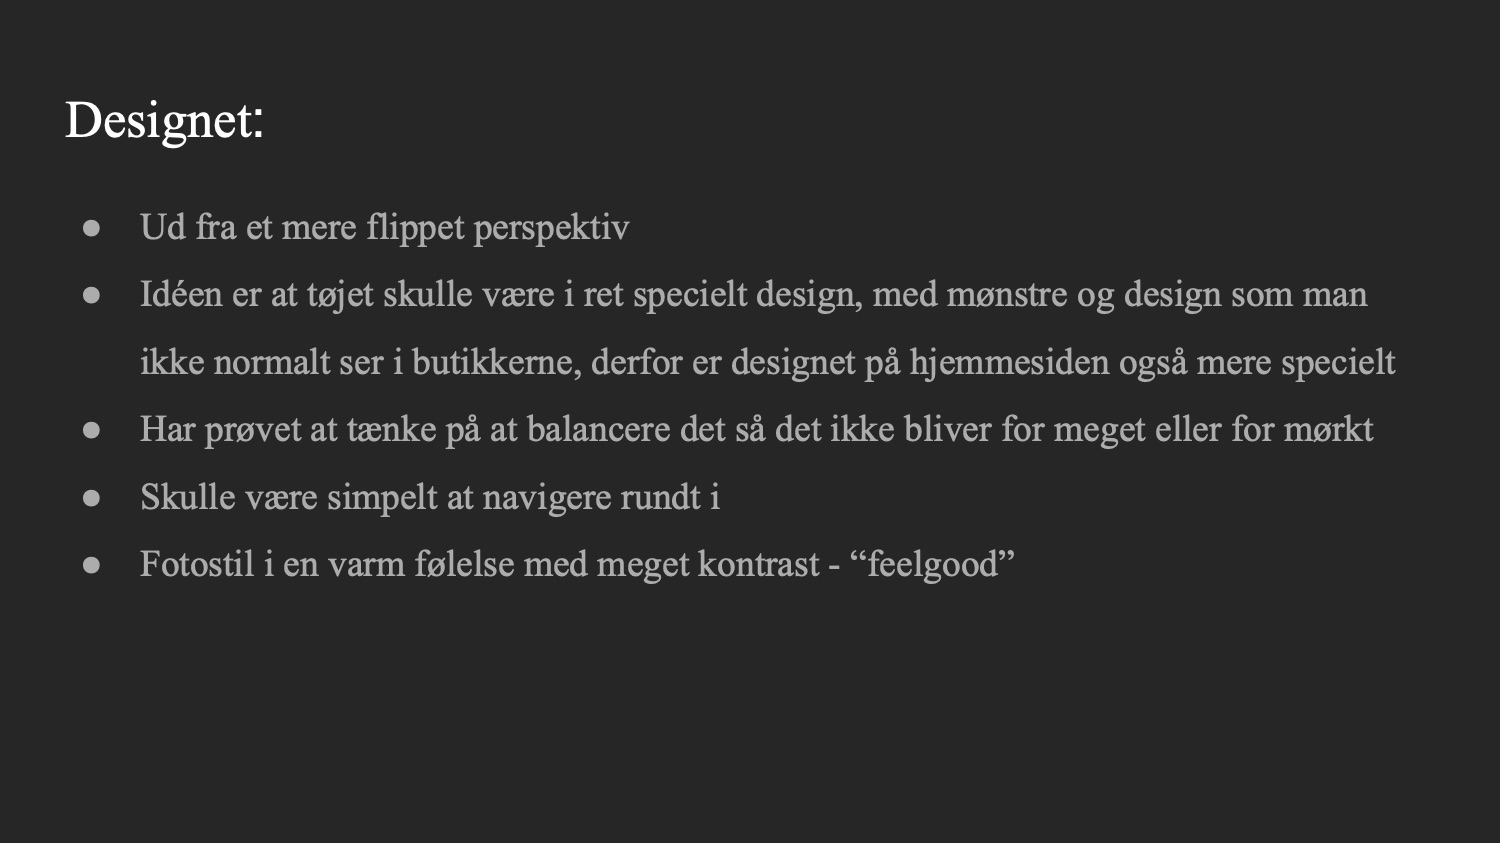 Designet:
● Ud fra et mere flippet perspektiv
● Idéen er at tøjet skulle være i ret specielt design, med mønstre og design som man
ikke normalt ser i butikkerne, derfor er designet på hjemmesiden også mere specielt
● Har prøvet at tænke på at balancere det så det ikke bliver for meget eller for mørkt
● Skulle være simpelt at navigere rundt i
● Fotostil i en varm følelse med meget kontrast - “feelgood”